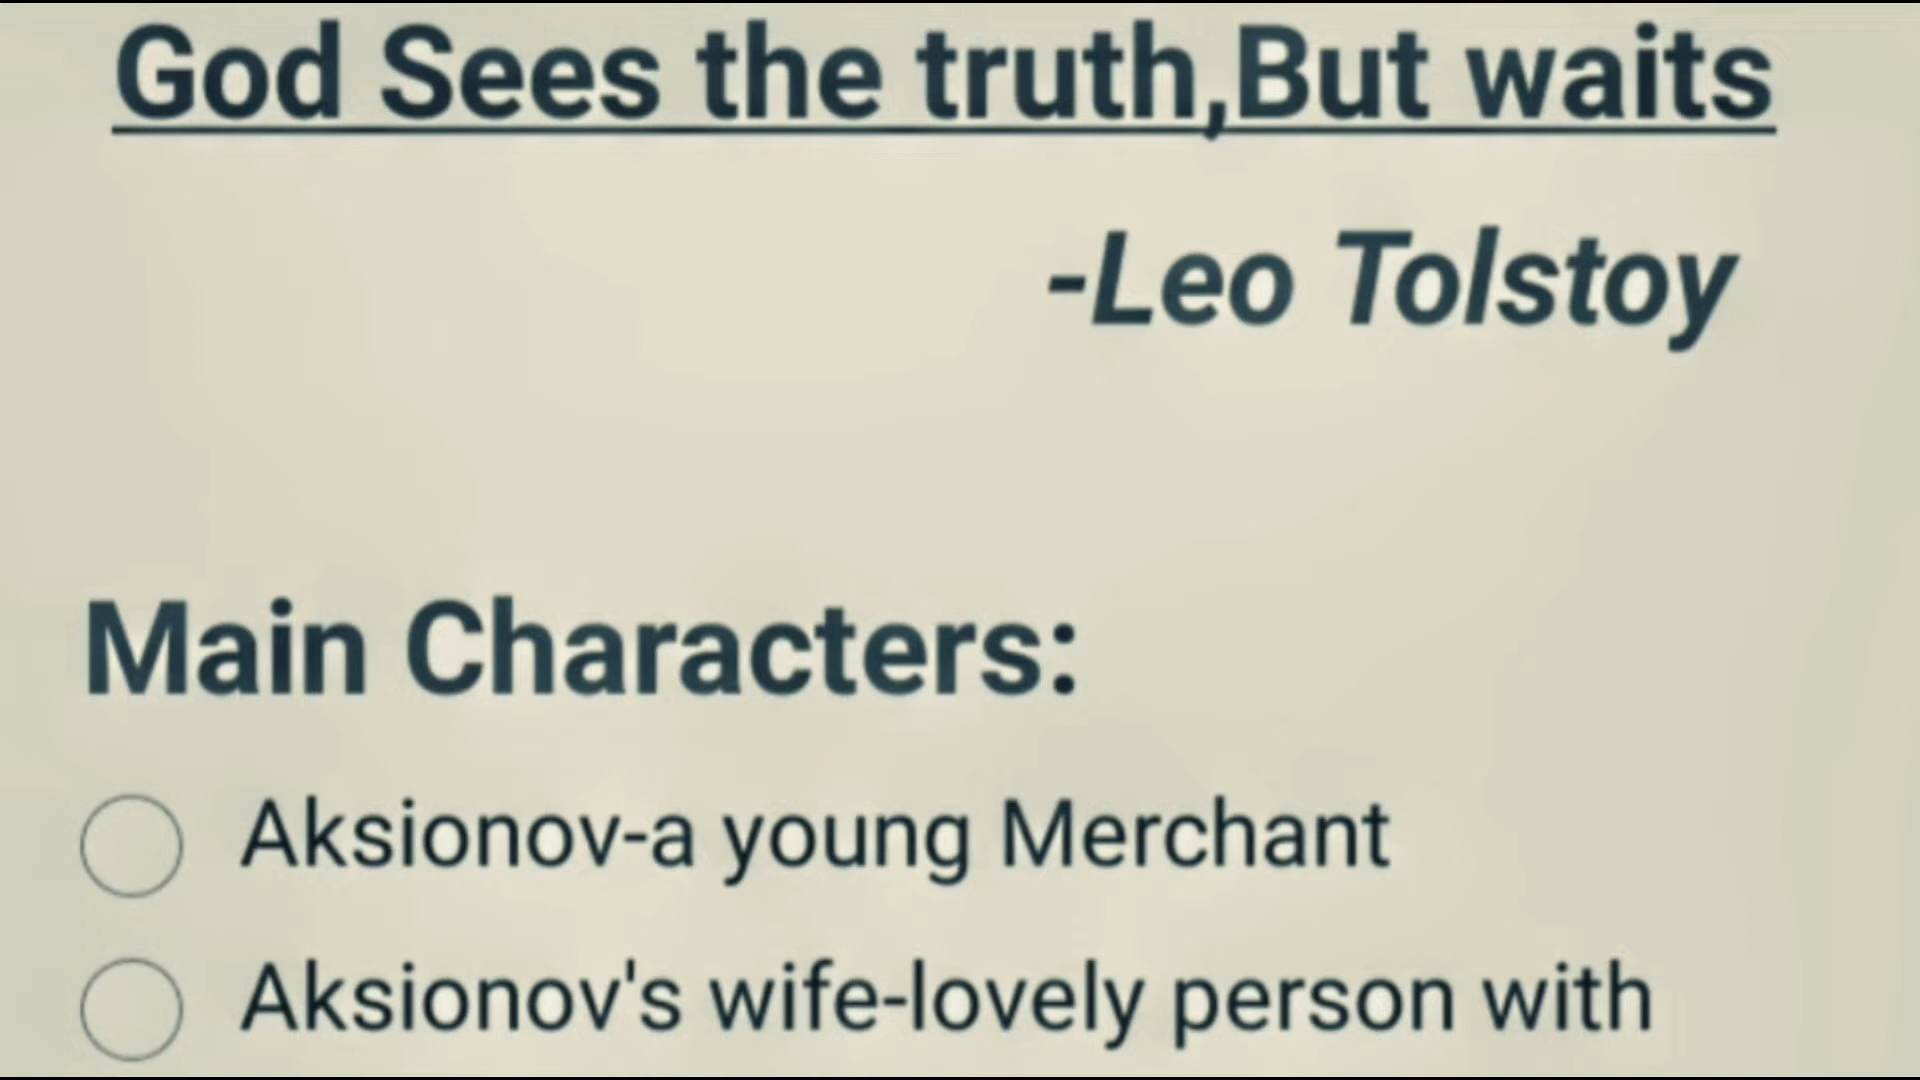 God Sees the truth,But waits
-Leo Tolstoy
Main Characters:
Aksionov-a young Merchant
Aksionov's wife-lovely person with